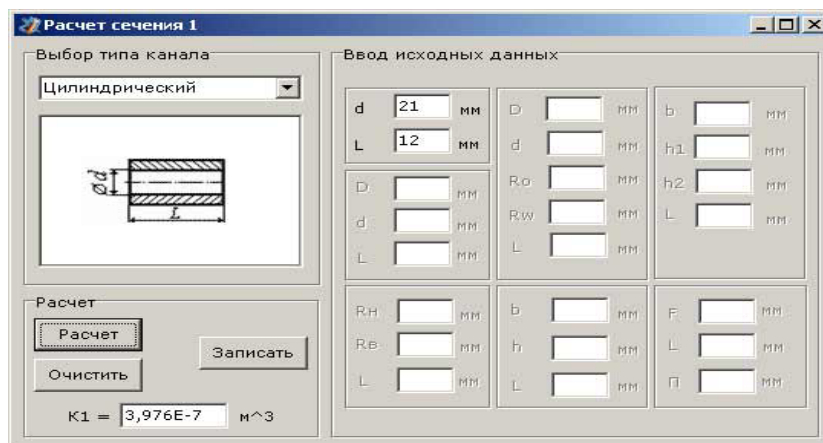 Расчет сечения 1
Выбор типа канала
Цилиндрический
Ød
L
Расчет
Расчет
Записать
Очистить
К1 = 3,976E-7 м^3
Ввод исходных данных
d 21 мм
L 12 мм
D мм
d мм
L мм
Rн мм
Rв мм
L мм
D мм
d мм
Ro мм
Rw мм
L мм
b мм
h мм
L мм
b мм
h1 мм
h2 мм
L мм
F мм
L мм
П мм